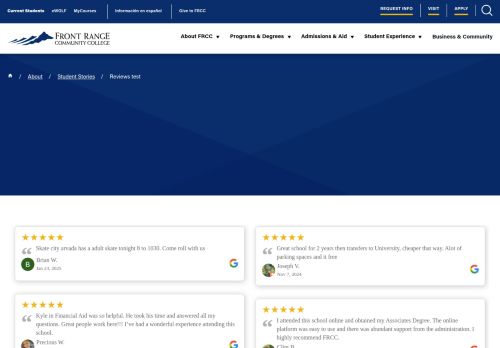 Current Students eWOLF MyCourses Información en español Give to FRCC REQUEST INFO VISIT APPLY
FRONT RANGE
COMMUNITY COLLEGE
About FRCC Programs & Degrees Admissions & Aid Student Experience Business & Community
/ About / Student Stories / Reviews test
Skate city arvada has a adult skate tonight 8 to 1030. Come roll with us
B
Brian W.
Jan 23, 2025
Great school for 2 years then transfers to University, cheaper that way. Alot of
parking spaces and it free
Joseph V.
Nov 7, 2024
Kyle in Financial Aid was so helpful. He took his time and answered all my
questions. Great people work here!!! I've had a wonderful experience attending this
school.
Precious W.
I attended this school online and obtained my Associates Degree. The online
platform was easy to use and there was abundant support from the administration. I
highly recommend FRCC.